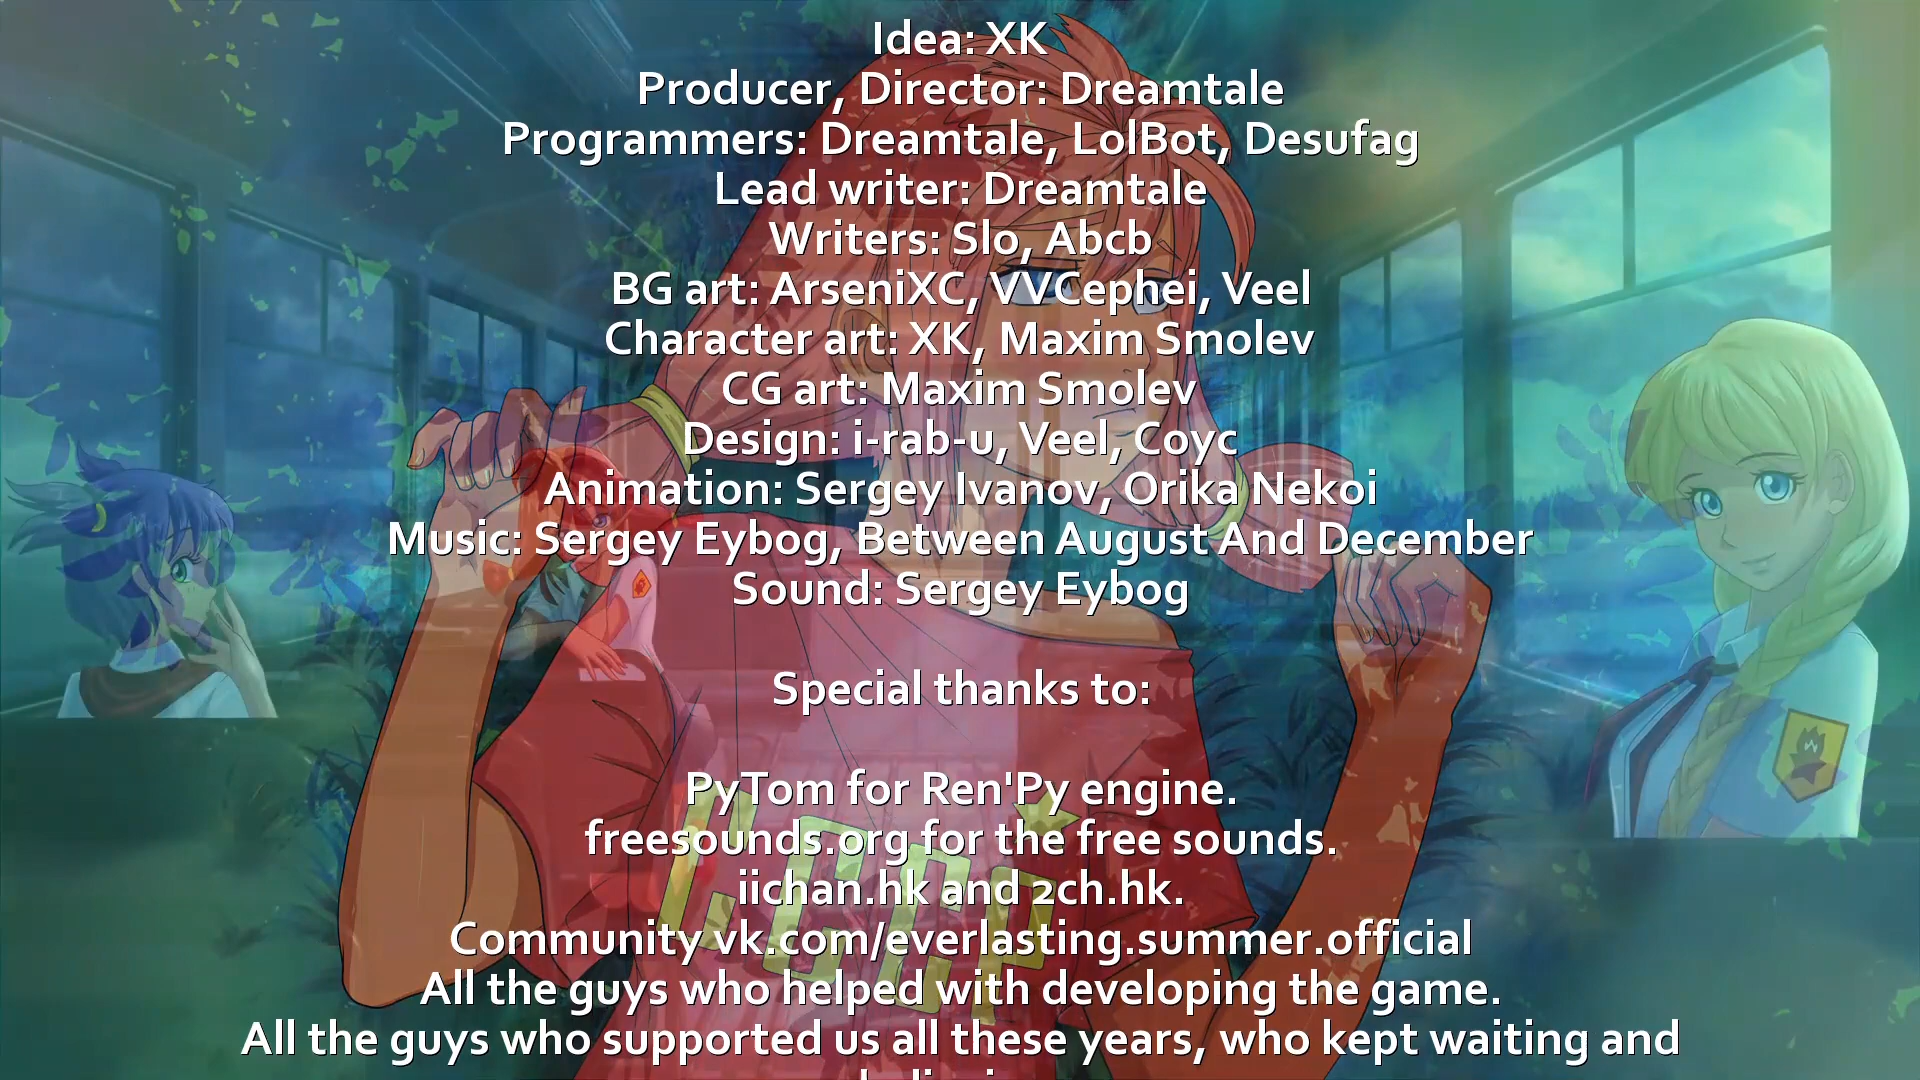 Idea: XK
Producer, Director: Dreamtale
Programmers: Dreamtale, LolBot, Desufag
Lead writer: Dreamtale
Writers: Slo, Abcb
BG art: ArseniXC, VVCephei, Veel
Character art: XK, Maxim Smolev
CG art: Maxim Smolev
Design: i-rab-u, Veel, Coyc
Animation: Sergey Ivanov, Orika Nekoi
Music: Sergey Eybog, Between August And December
Sound: Sergey Eybog
Special thanks to:
PyTom for Ren'Py engine.
freesounds.org for the free sounds.
iichan.hk and 2ch.hk.
Community vk.com/everlasting.summer.official
All the guys who helped with developing the game.
All the guys who supported us all these years, who kept waiting and
СССР